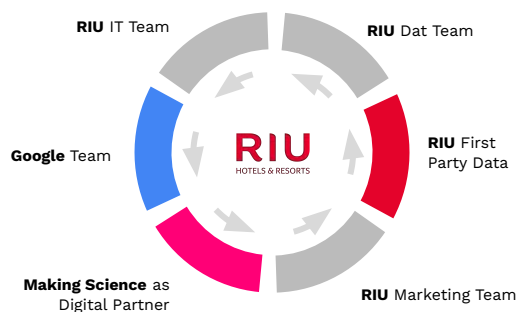 RIU IT Team
RIU Dat Team
Google Team
RIU
HOTELS & RESORTS
RIU First
Party Data
Making Science as
Digital Partner
RIU Marketing Team